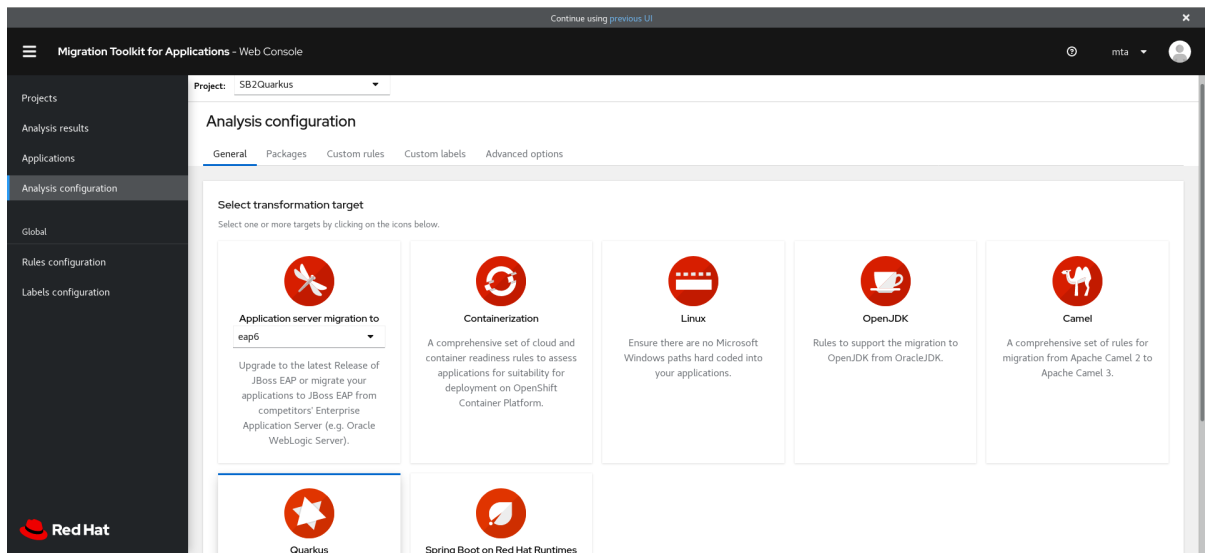 Continue using previous UI
Migration Toolkit for Applications - Web Console
mta
Projects
Analysis results
Applications
Analysis configuration
Global
Rules configuration
Labels configuration
Red Hat
Project: SB2Quarkus
Analysis configuration
General Packages Custom rules Custom labels Advanced options
Select transformation target
Select one or more targets by clicking on the icons below.
Application server migration to
eap6
Upgrade to the latest Release of
JBoss EAP or migrate your
applications to JBoss EAP from
competitors' Enterprise
Application Server (e.g. Oracle
WebLogic Server).
Containerization
A comprehensive set of cloud and
container readiness rules to assess
applications for suitability for
deployment on OpenShift
Container Platform.
Linux
Ensure there are no Microsoft
Windows paths hard coded into
your applications.
OpenJDK
Rules to support the migration to
OpenJDK from OracleJDK.
Camel
A comprehensive set of rules for
migration from Apache Camel 2 to
Apache Camel 3.
Quarkus
Spring Boot on Red Hat Runtimes